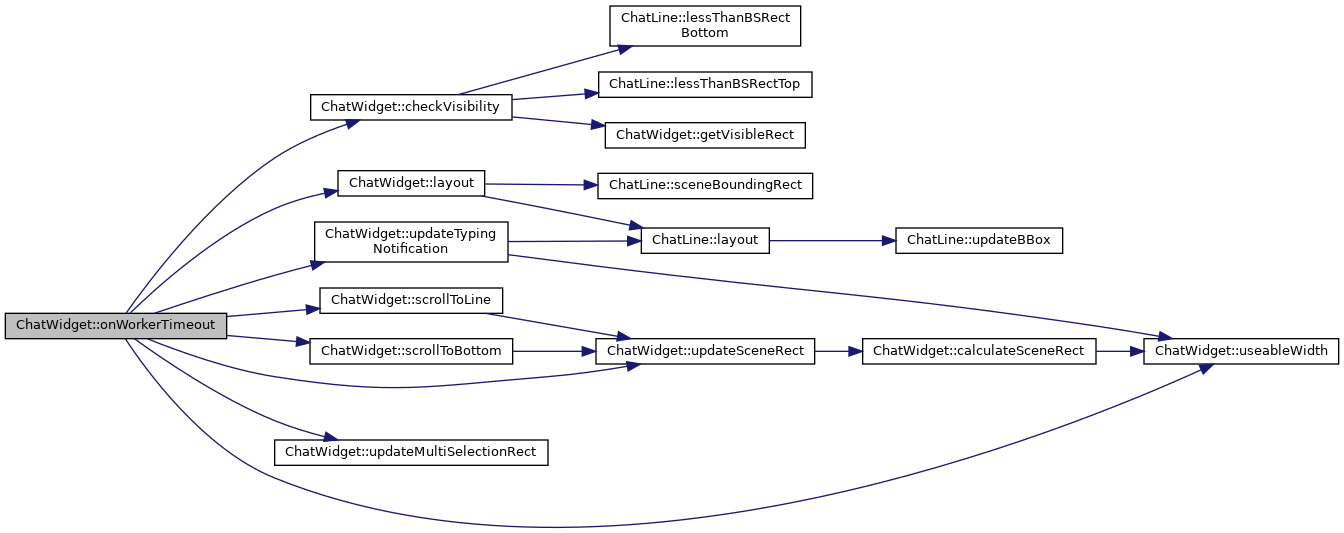 ChatLine::lessThanBSRect
Bottom
ChatLine::lessThanBSRectTop
ChatWidget::checkVisibility
ChatWidget::getVisibleRect
ChatWidget::layout
ChatLine::sceneBoundingRect
ChatWidget::updateTyping
Notification
ChatLine::layout
ChatLine::updateBBox
ChatWidget::scrollToLine
ChatWidget::onWorkerTimeout
ChatWidget::scrollToBottom
ChatWidget::updateSceneRect
ChatWidget::calculateSceneRect
ChatWidget::useableWidth
ChatWidget::updateMultiSelectionRect